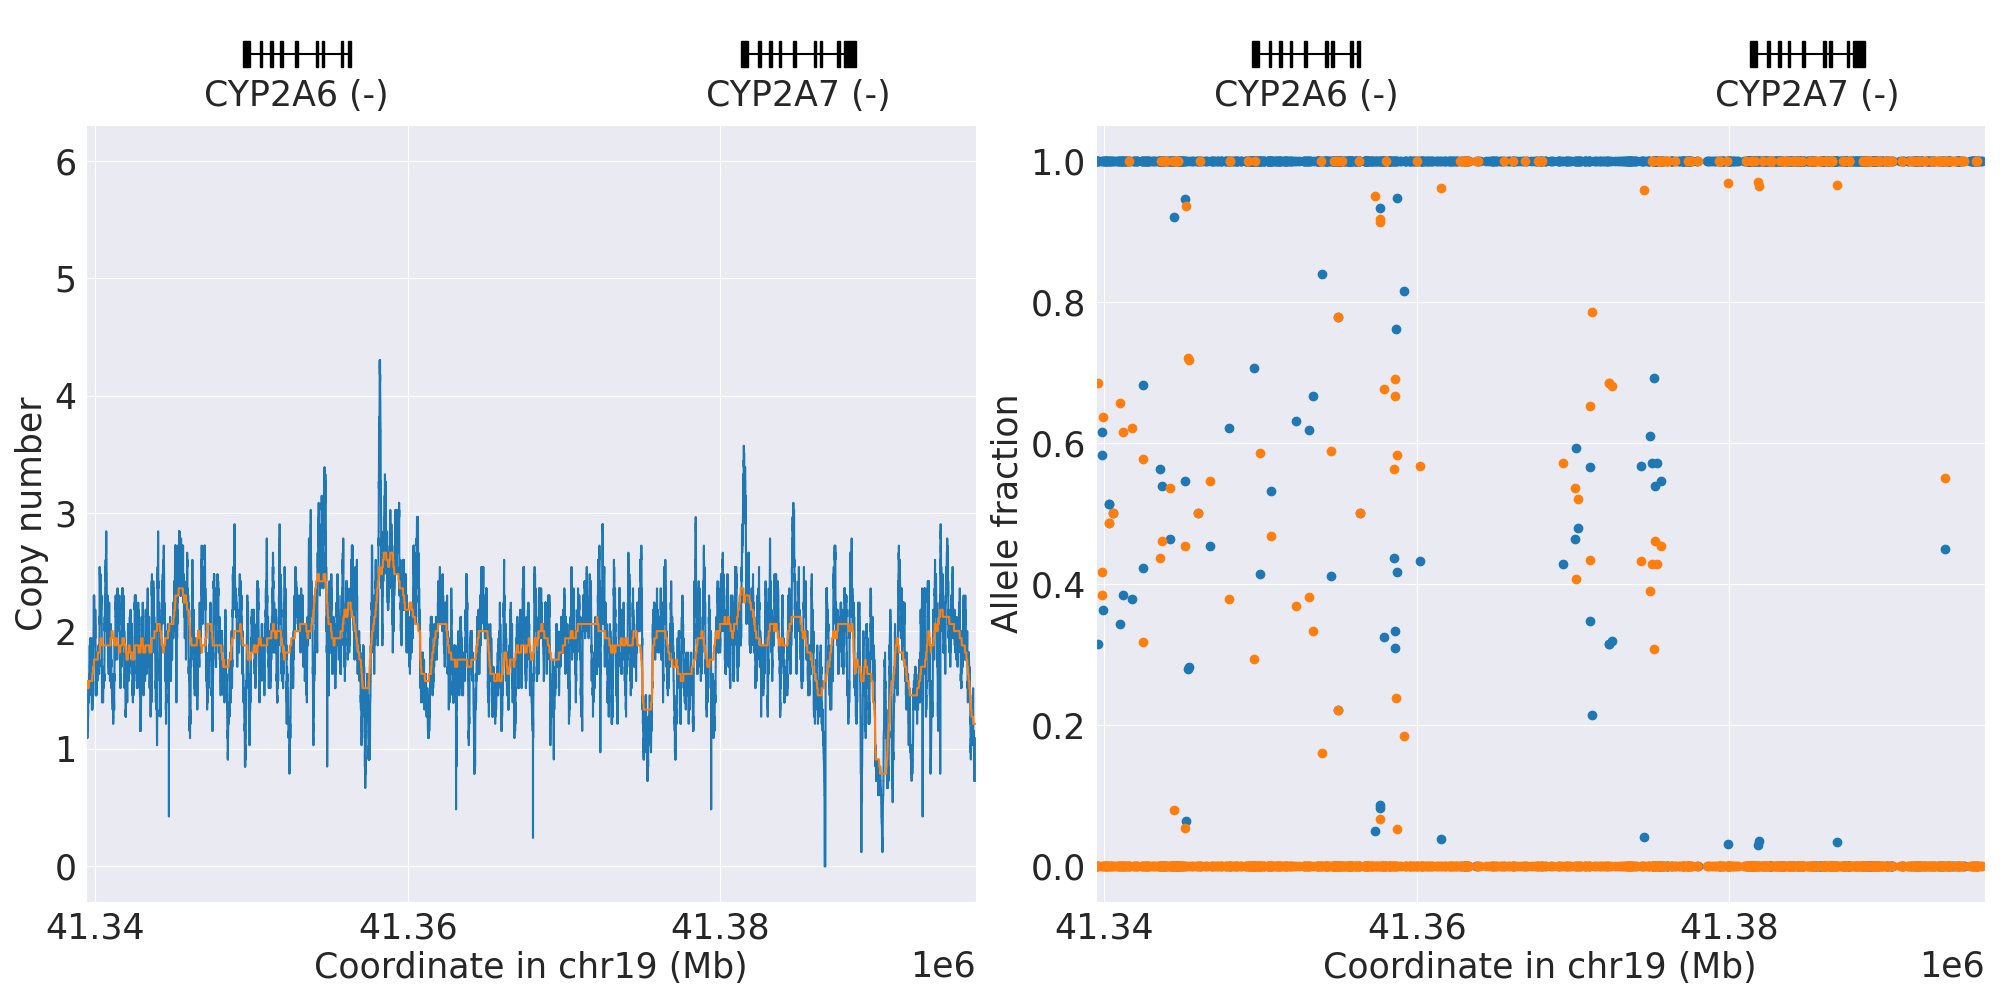 CYP2A6 (-)
CYP2A7 (-)
6
5
4
3
2
1
0
Copy number
41.34
41.36
41.38
Coordinate in chr19 (Mb)
1e6
CYP2A6 (-)
CYP2A7 (-)
1.0
0.8
0.6
0.4
0.2
0.0
Allele fraction
41.34
41.36
41.38
Coordinate in chr19 (Mb)
1e6